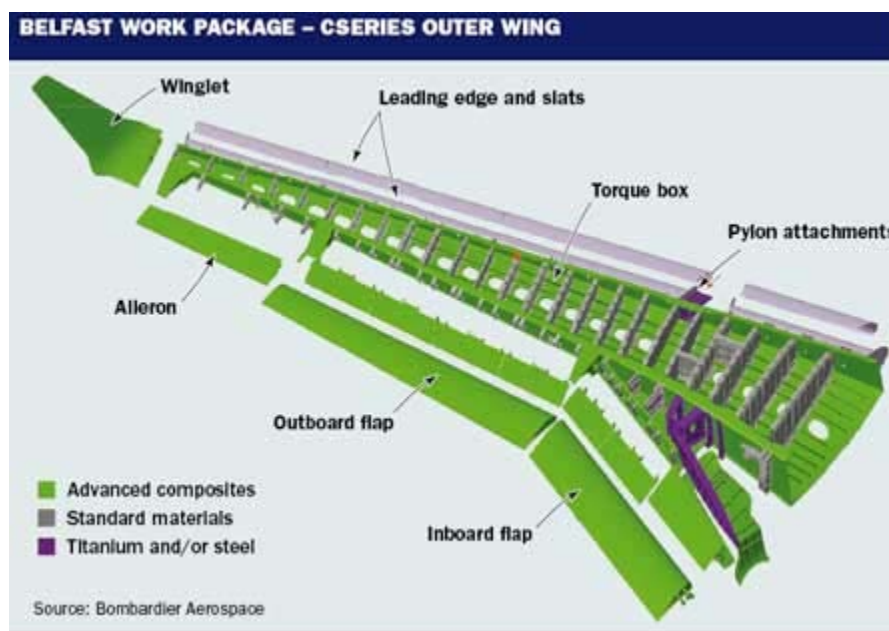 BELFAST WORK PACKAGE – CSERIES OUTER WING
Winglet
Leading edge and slats
Torque box
Pylon attachments
Aileron
Outboard flap
Inboard flap
Advanced composites
Standard materials
Titanium and/or steel
Source: Bombardier Aerospace